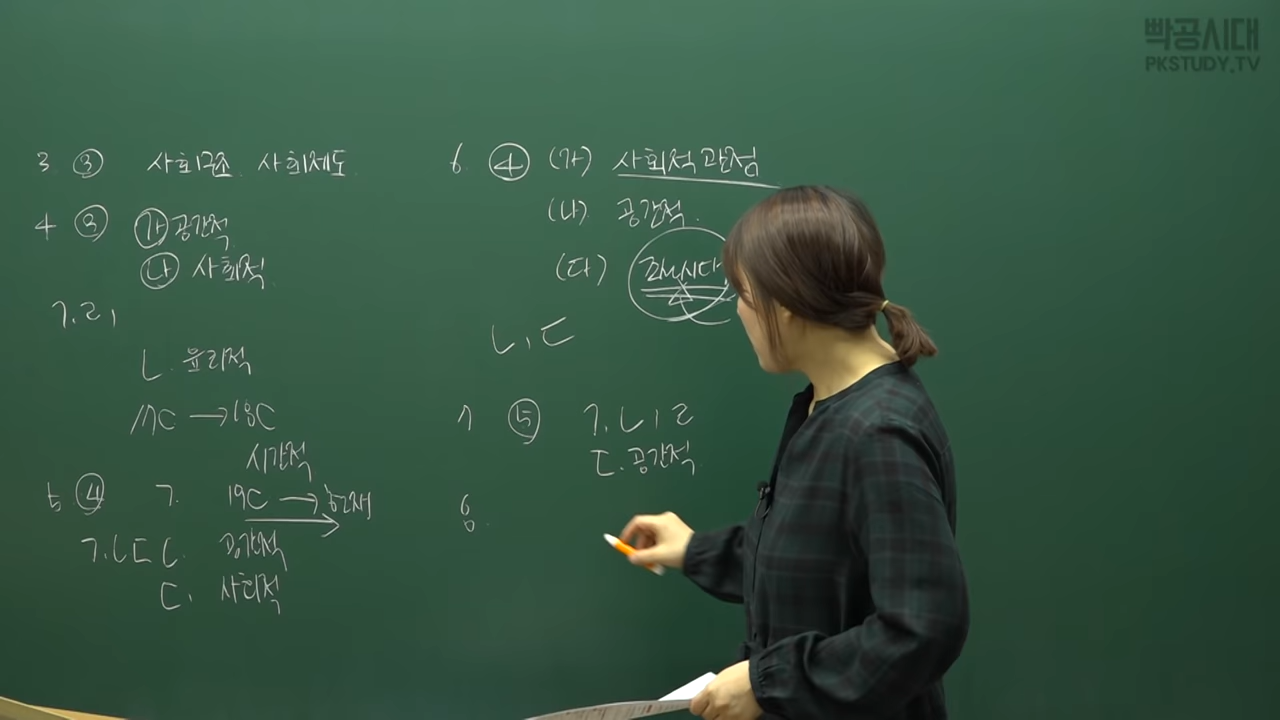 빡공시대
PKSTUDY.TV
3 ③ 사회구조 사회제도
4 ③ ㉮ 공간적
㉯ 사회적
ㄱ. ㄹ,
ㄴ. 윤리적
17C → 18C
시간적
5 ④ ㄱ. 19C → 현재
ㄱ.ㄴㄷ ㄴ. 공간적
ㄷ. 사회적
6 ④ (가) 사회적 관점
(나) 공간적.
(다)
ㄴ, ㄷ
7 ⑤ ㄱ. ㄴ, ㄹ
ㄷ. 공간적
8.